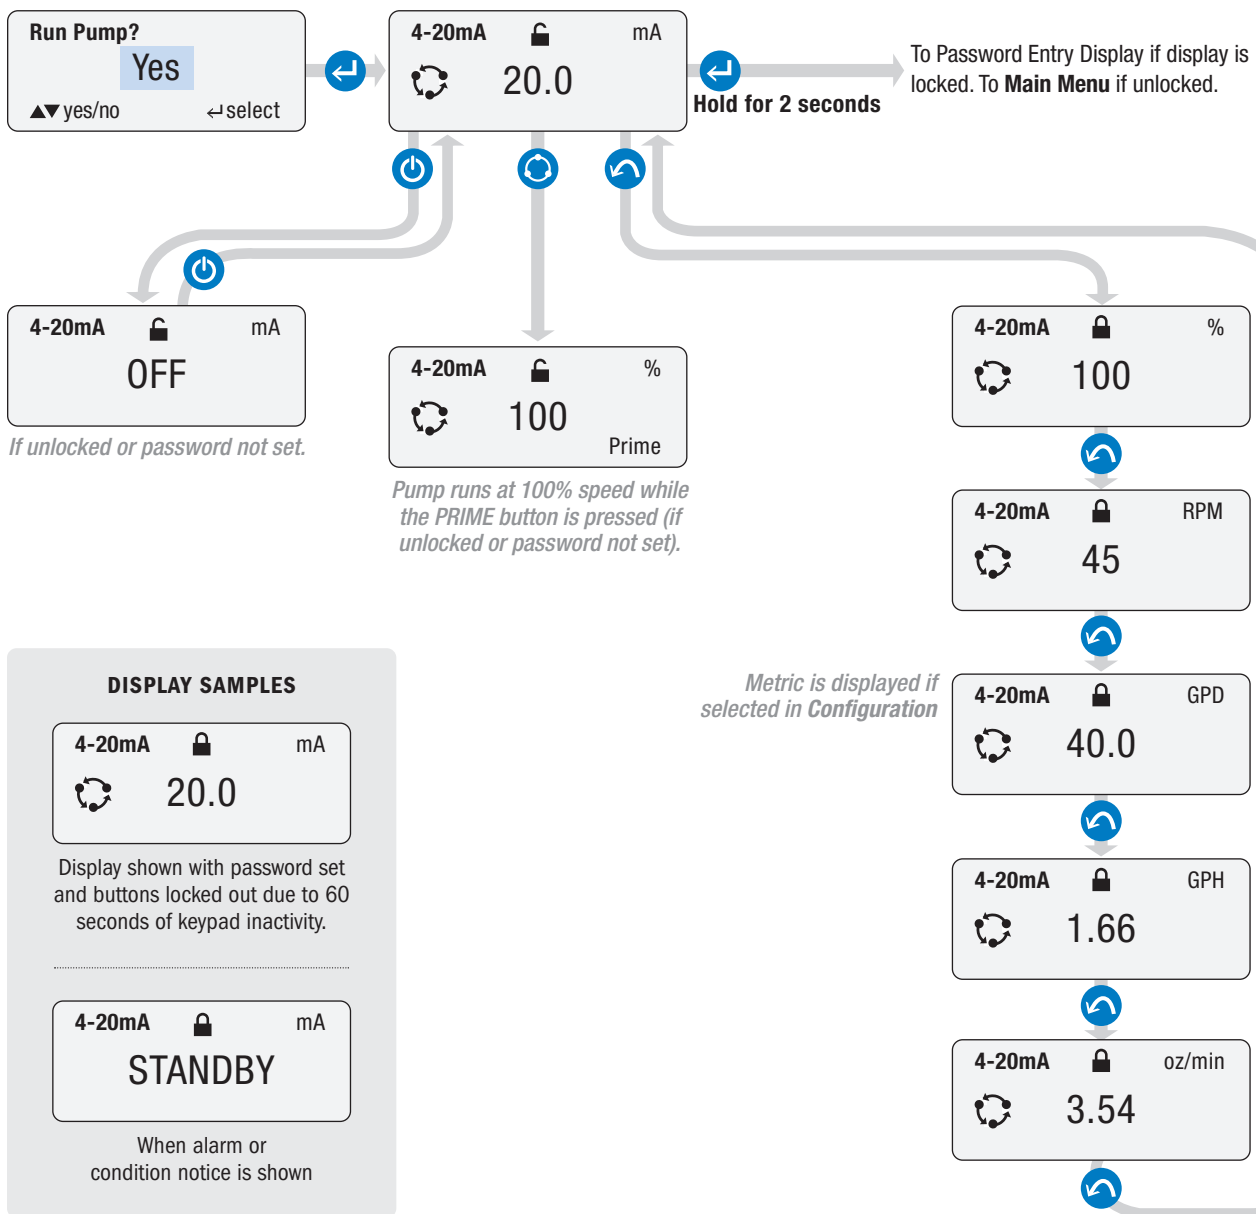 Run Pump?
Yes
▲▼ yes/no ↵ select
4-20mA mA
20.0
Hold for 2 seconds
To Password Entry Display if display is
locked. To Main Menu if unlocked.
4-20mA mA
OFF
If unlocked or password not set.
4-20mA %
100
Prime
Pump runs at 100% speed while
the PRIME button is pressed (if
unlocked or password not set).
4-20mA %
100
4-20mA RPM
45
Metric is displayed if
selected in Configuration
4-20mA GPD
40.0
4-20mA GPH
1.66
4-20mA oz/min
3.54
DISPLAY SAMPLES
4-20mA mA
20.0
Display shown with password set
and buttons locked out due to 60
seconds of keypad inactivity.
4-20mA mA
STANDBY
When alarm or
condition notice is shown